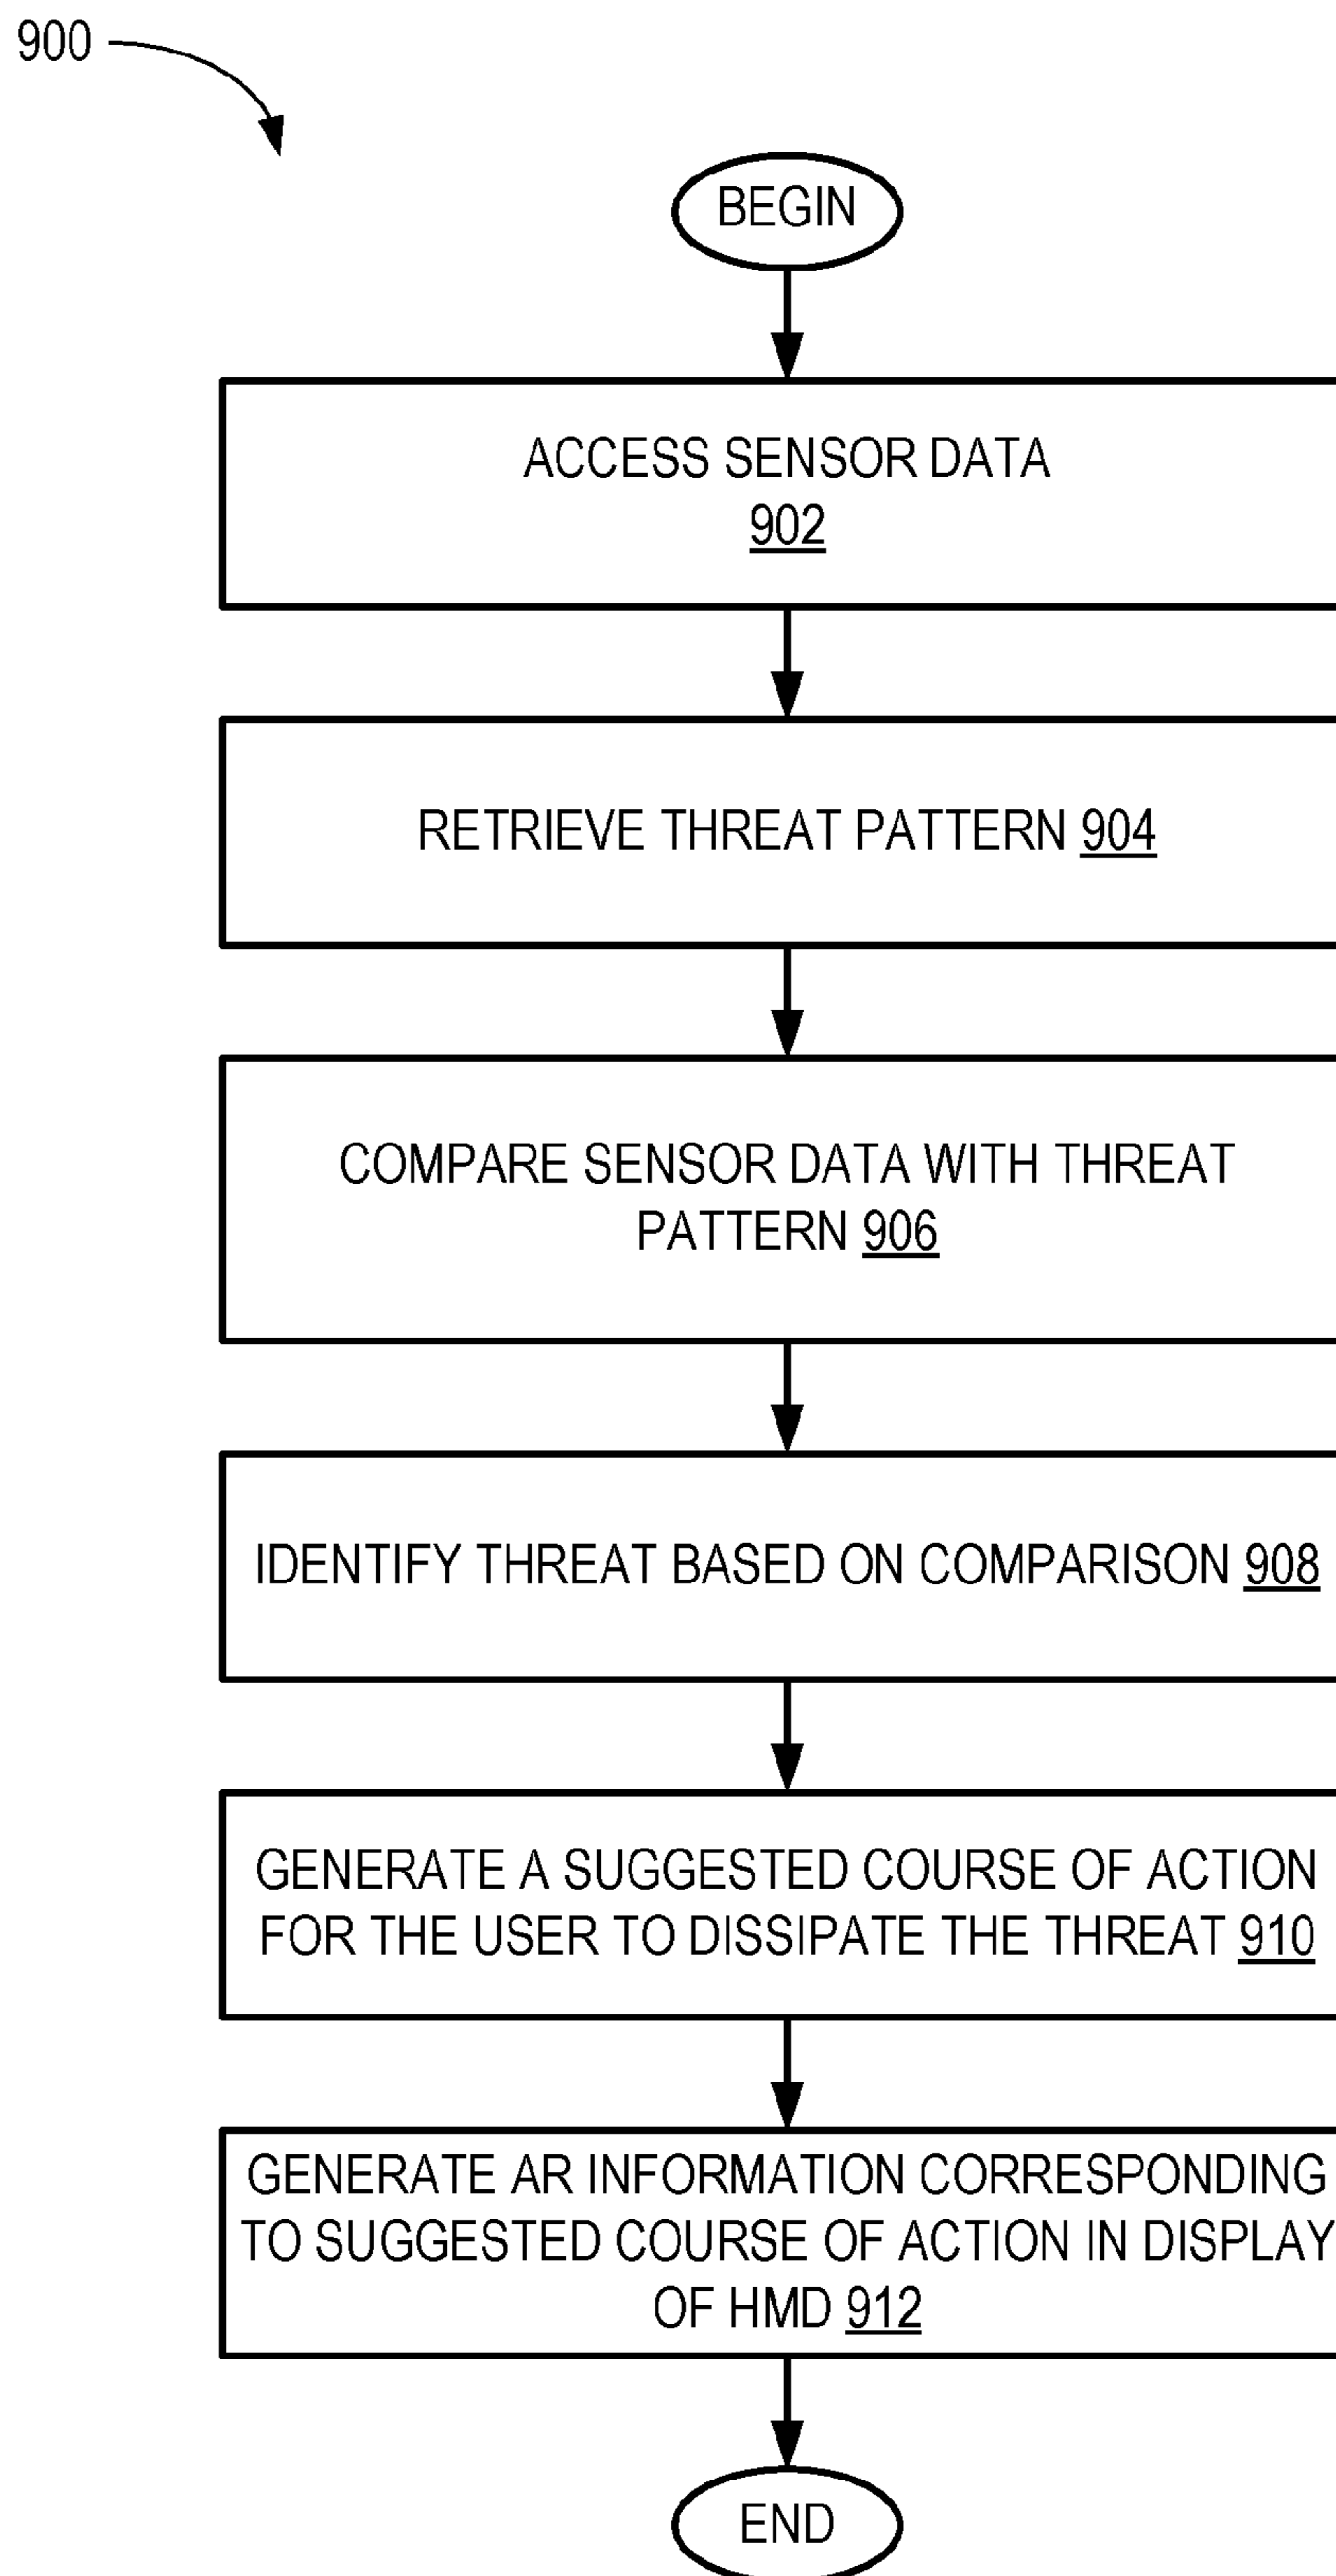 900
BEGIN
ACCESS SENSOR DATA
902
RETRIEVE THREAT PATTERN 904
COMPARE SENSOR DATA WITH THREAT
PATTERN 906
IDENTIFY THREAT BASED ON COMPARISON 908
GENERATE A SUGGESTED COURSE OF ACTION
FOR THE USER TO DISSIPATE THE THREAT 910
GENERATE AR INFORMATION CORRESPONDING
TO SUGGESTED COURSE OF ACTION IN DISPLAY
OF HMD 912
END